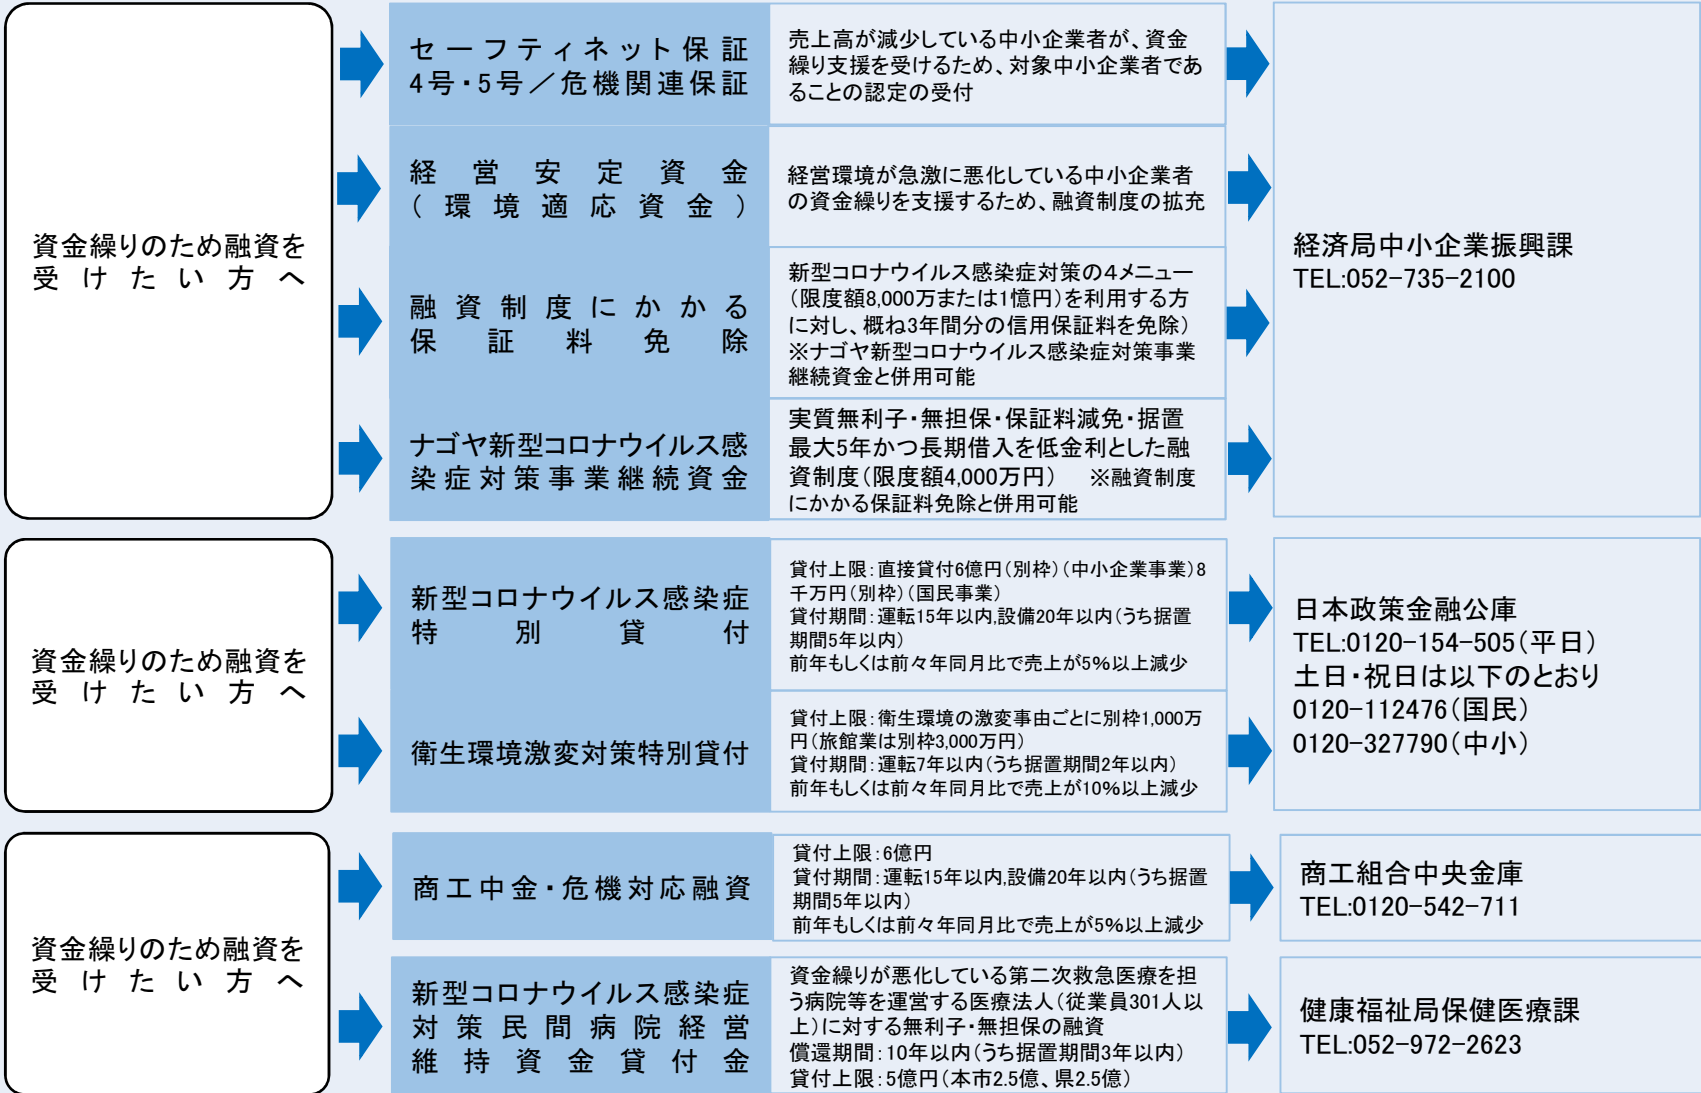 資金繰りのため融資を
受けたい方へ
セーフティネット保証
4号・5号／危機関連保証
売上高が減少している中小企業者が、資金
繰り支援を受けるため、対象中小企業者であ
ることの認定の受付
経営安定資金
（環境適応資金）
経営環境が急激に悪化している中小企業者
の資金繰りを支援するため、融資制度の拡充
融資制度にかかる
保証料免除
新型コロナウイルス感染症対策の４メニュー
（限度額8,000万または1億円）を利用する方
に対し、概ね3年間分の信用保証料を免除）
※ナゴヤ新型コロナウイルス感染症対策事業
継続資金と併用可能
ナゴヤ新型コロナウイルス感
染症対策事業継続資金
実質無利子・無担保・保証料減免・据置
最大5年かつ長期借入を低金利とした融
資制度（限度額4,000万円）　※融資制度
にかかる保証料免除と併用可能
経済局中小企業振興課
TEL:052-735-2100
資金繰りのため融資を
受けたい方へ
新型コロナウイルス感染症
特別貸付
貸付上限：直接貸付6億円（別枠）（中小企業事業）8
千万円（別枠）（国民事業）
貸付期間：運転15年以内,設備20年以内（うち据置
期間5年以内）
前年もしくは前々年同月比で売上が5%以上減少
衛生環境激変対策特別貸付
貸付上限：衛生環境の激変事由ごとに別枠1,000万
円（旅館業は別枠3,000万円）
貸付期間：運転7年以内（うち据置期間2年以内）
前年もしくは前々年同月比で売上が10%以上減少
日本政策金融公庫
TEL:0120-154-505（平日）
土日・祝日は以下のとおり
0120-112476（国民）
0120-327790（中小）
資金繰りのため融資を
受けたい方へ
商工中金・危機対応融資
貸付上限：6億円
貸付期間：運転15年以内,設備20年以内（うち据置
期間5年以内）
前年もしくは前々年同月比で売上が5%以上減少
商工組合中央金庫
TEL:0120-542-711
新型コロナウイルス感染症
対策民間病院経営
維持資金貸付金
資金繰りが悪化している第二次救急医療を担
う病院等を運営する医療法人（従業員301人以
上）に対する無利子・無担保の融資
償還期間：10年以内（うち据置期間3年以内）
貸付上限：5億円（本市2.5億、県2.5億）
健康福祉局保健医療課
TEL:052-972-2623